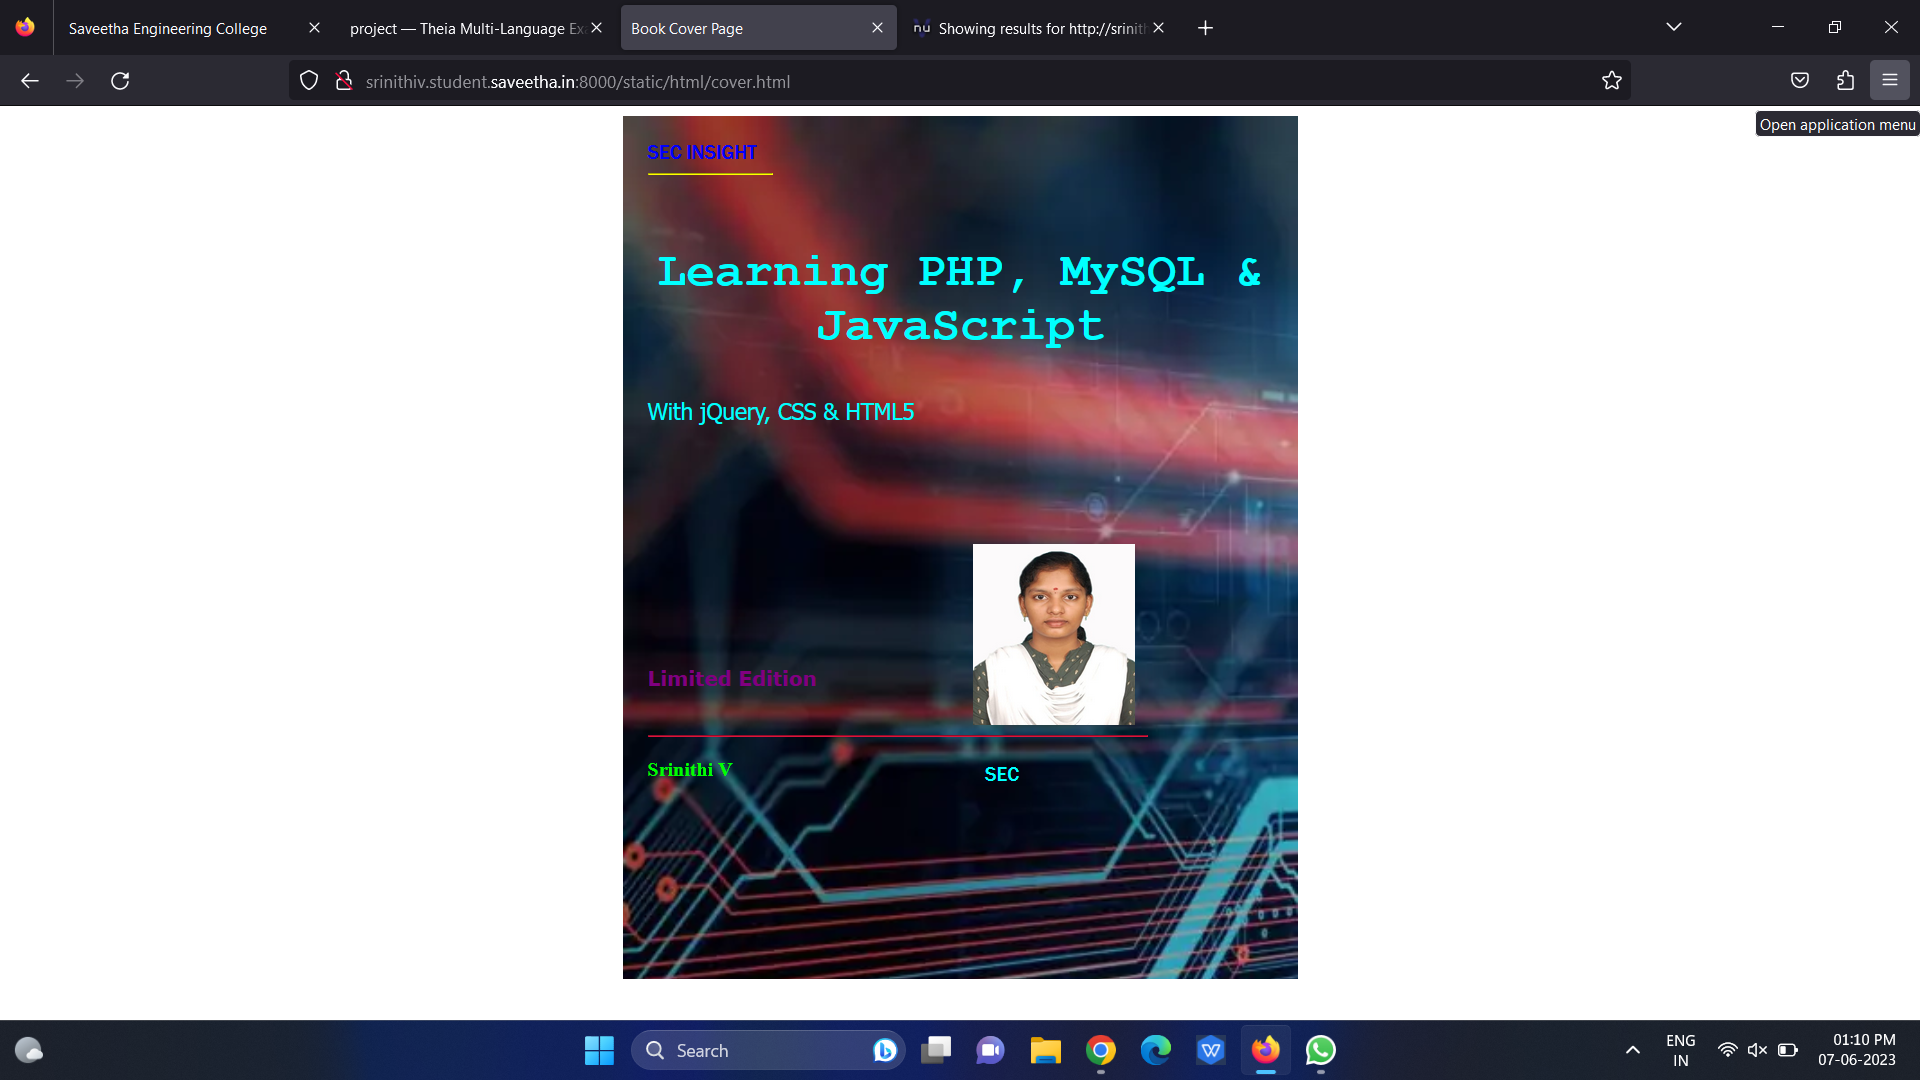 Saveetha Engineering College
project — Theia Multi-Language Ex
Book Cover Page
nu Showing results for http://srinith
srinithiv.student.saveetha.in:8000/static/html/cover.html
Open application menu
SEC INSIGHT
Learning PHP, MySQL &
JavaScript
With jQuery, CSS & HTML5
Limited Edition
Srinithi V
SEC
Search
ENG
IN
01:10 PM
07-06-2023